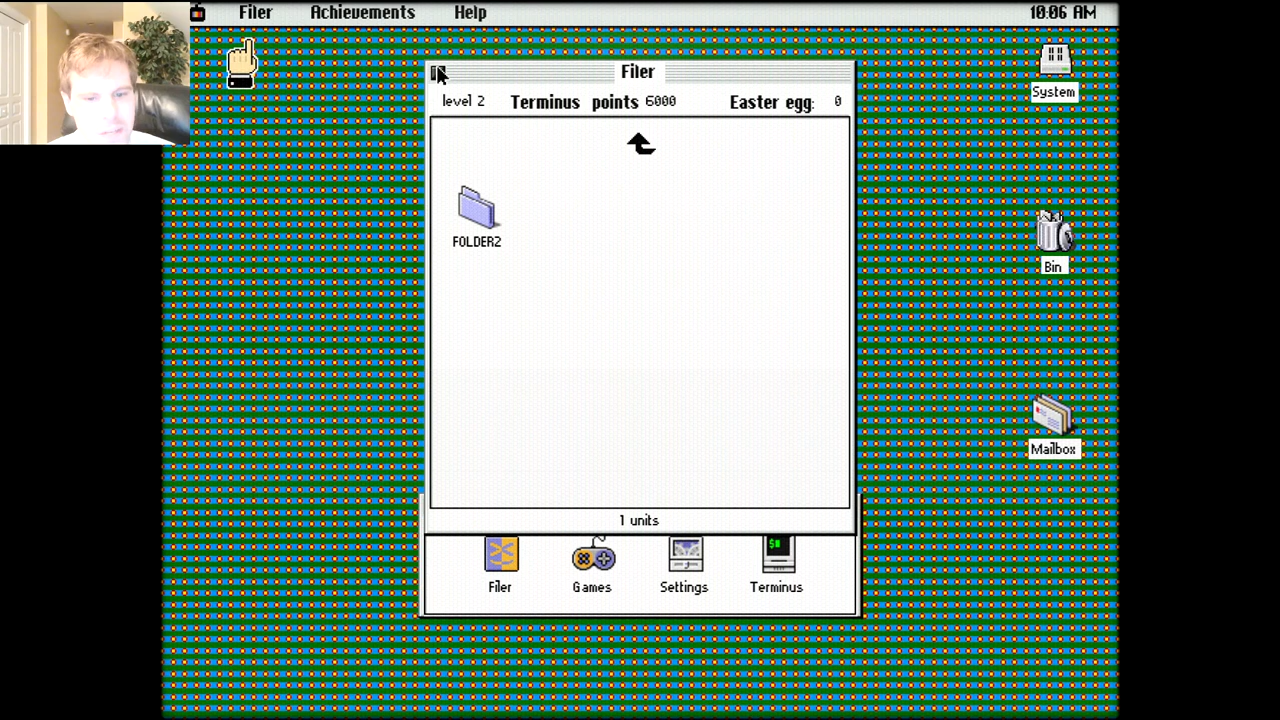 Filer Achievements Help 10:06 AM
Filer
level 2 Terminus points 6000 Easter egg: 0
FOLDER2
1 units
Filer Games Settings Terminus
System
Bin
Mailbox